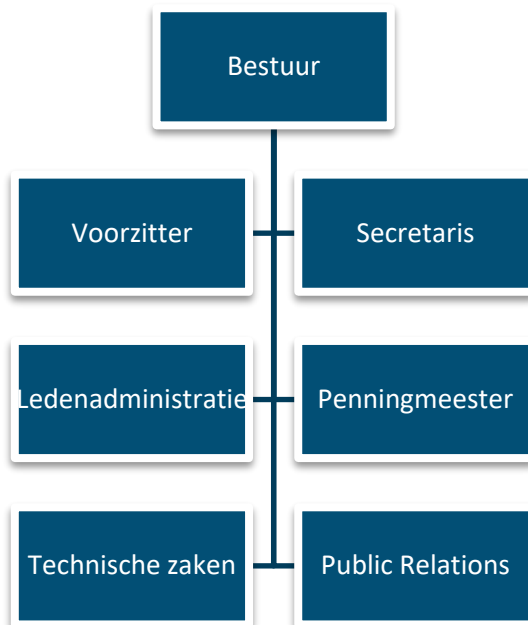 Bestuur
Voorzitter
Secretaris
Ledenadministratie
Penningmeester
Technische zaken
Public Relations